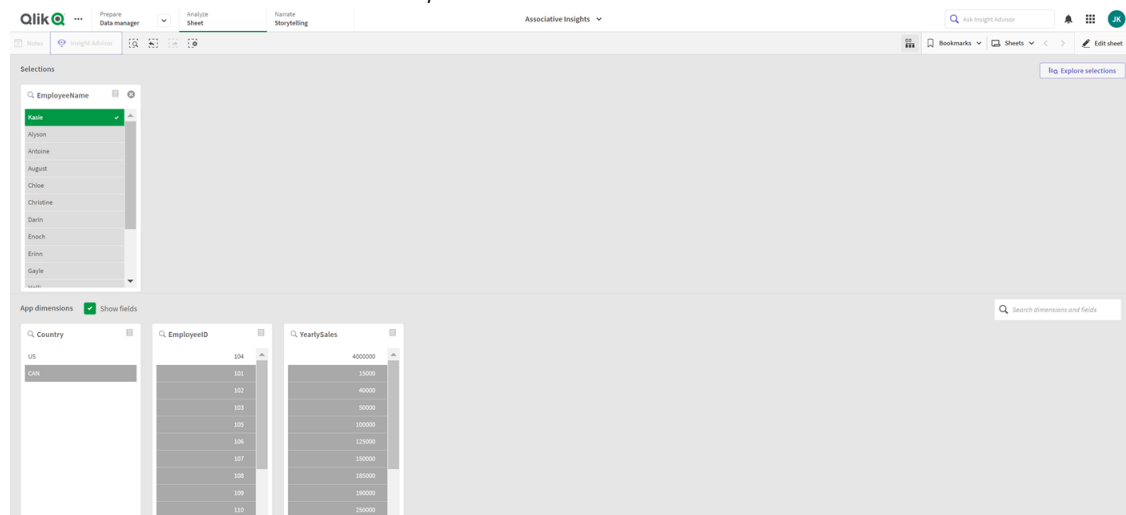 Qlik
Prepare
Data manager
Analyze
Sheet
Narrate
Storytelling
Associative Insights
Ask Insight Advisor
JK
Notes
Insight Advisor
Bookmarks
Sheets
Edit sheet
Selections
Explore selections
EmployeeName
Kasie
Alyson
Antoine
August
Chloe
Christine
Darin
Enoch
Erinn
Gayle
App dimensions
Show fields
Search dimensions and fields
Country
US
CAN
EmployeeID
104
101
102
103
105
106
107
108
109
110
YearlySales
4000000
15000
40000
50000
100000
125000
150000
185000
190000
250000